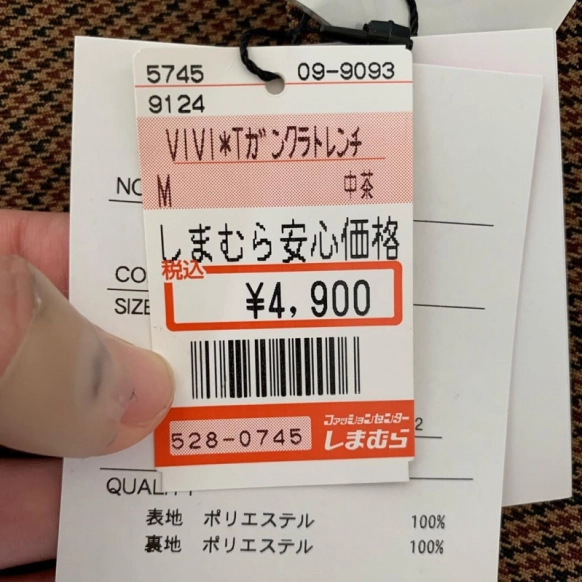 5745 09-9093
9124
VIVI*Tガンクラトレンチ
M 中茶
しまむら安心価格
税込
¥4,900
528-0745
ファッションセンター
しまむら
NO
CO
SIZE
2
QUALIT
表地 ポリエステル 100%
裏地 ポリエステル 100%